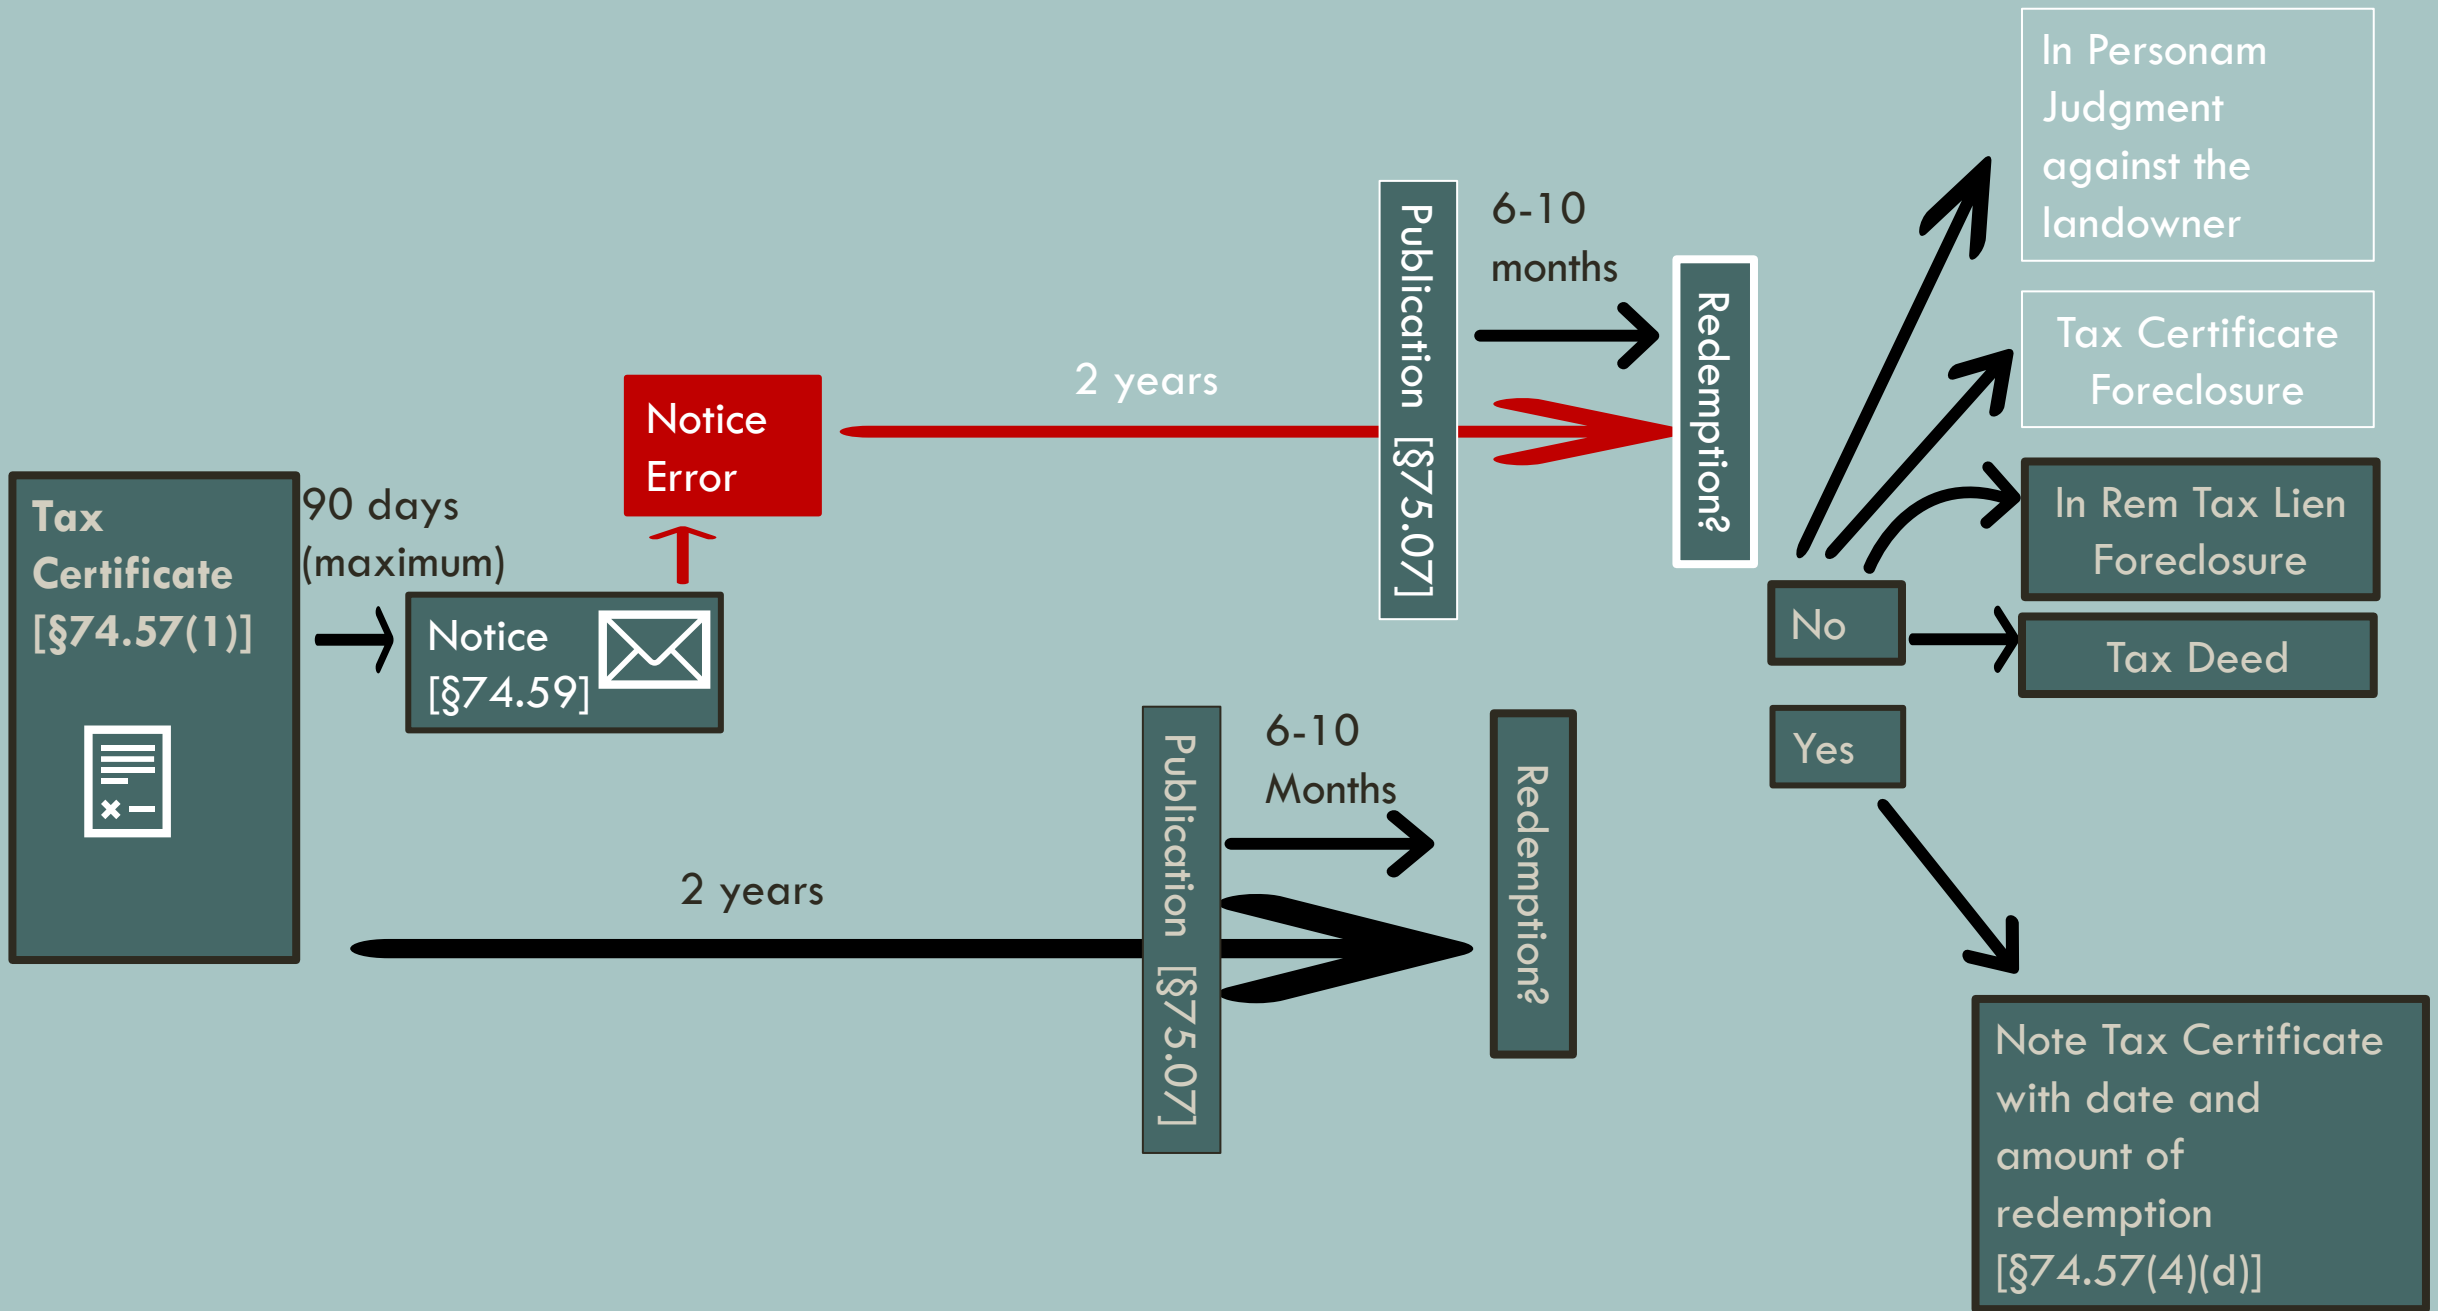 Tax
Certificate
[§74.57(1)]
90 days
(maximum)
Notice
[§74.59]
Notice
Error
2 years
Publication [§75.07]
6-10
months
Redemption?
2 years
Publication [§75.07]
6-10
Months
Redemption?
No
Yes
In Personam
Judgment
against the
landowner
Tax Certificate
Foreclosure
In Rem Tax Lien
Foreclosure
Tax Deed
Note Tax Certificate
with date and
amount of
redemption
[§74.57(4)(d)]